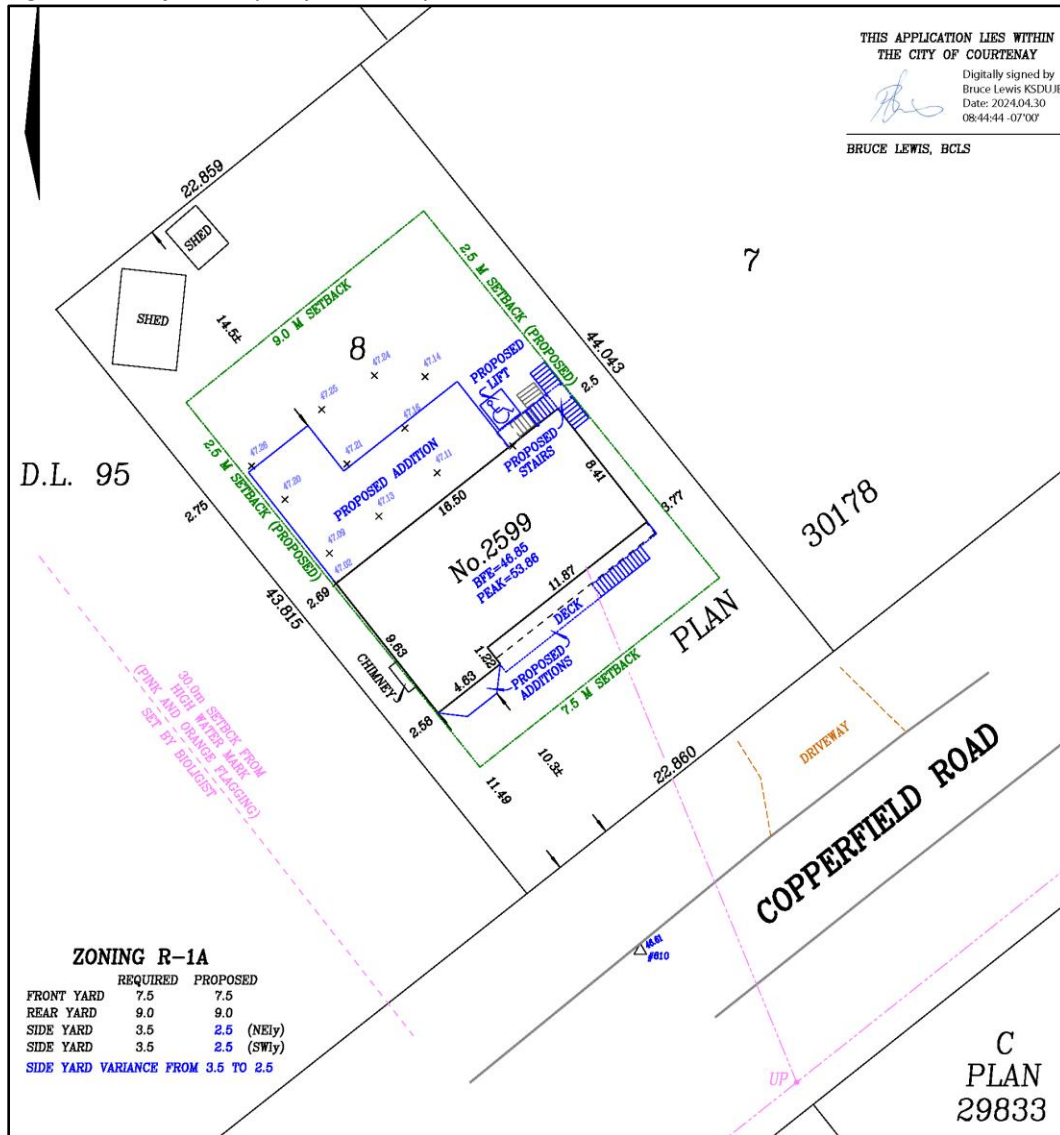 THIS APPLICATION LIES WITHIN
THE CITY OF COURTENAY
Digitally signed by
Bruce Lewis KSDUJE
Date: 2024.04.30
08:44:44 -07'00'
BRUCE LEWIS, BCLS
22.859
SHED
SHED
14.5±
9.0 M SETBACK
2.5 M SETBACK (PROPOSED)
44.043
7
8
47.24
47.14
47.25
47.16
47.26
47.21
47.20
47.11
47.13
47.09
47.02
PROPOSED
LIFT
2.5
PROPOSED
STAIRS
PROPOSED ADDITION
D.L. 95
2.75
2.5 M SETBACK (PROPOSED)
16.50
8.41
3.77
30178
No.2599
BFE=46.85
PEAK=53.86
11.87
DECK
PLAN
2.69
43.815
9.63
CHIMNEY
1.22
4.63
PROPOSED
ADDITIONS
7.5 M SETBACK
2.58
11.49
10.3±
22.860
30.0m SETBCK FROM
HIGH WATER MARK
(PINK AND ORANGE FLAGGING)
SET BY BIOLIGIST
DRIVEWAY
COPPERFIELD ROAD
46.61
#610
UP
ZONING R-1A
REQUIRED PROPOSED
FRONT YARD 7.5 7.5
REAR YARD 9.0 9.0
SIDE YARD 3.5 2.5 (NEly)
SIDE YARD 3.5 2.5 (SWly)
SIDE YARD VARIANCE FROM 3.5 TO 2.5
C
PLAN
29833